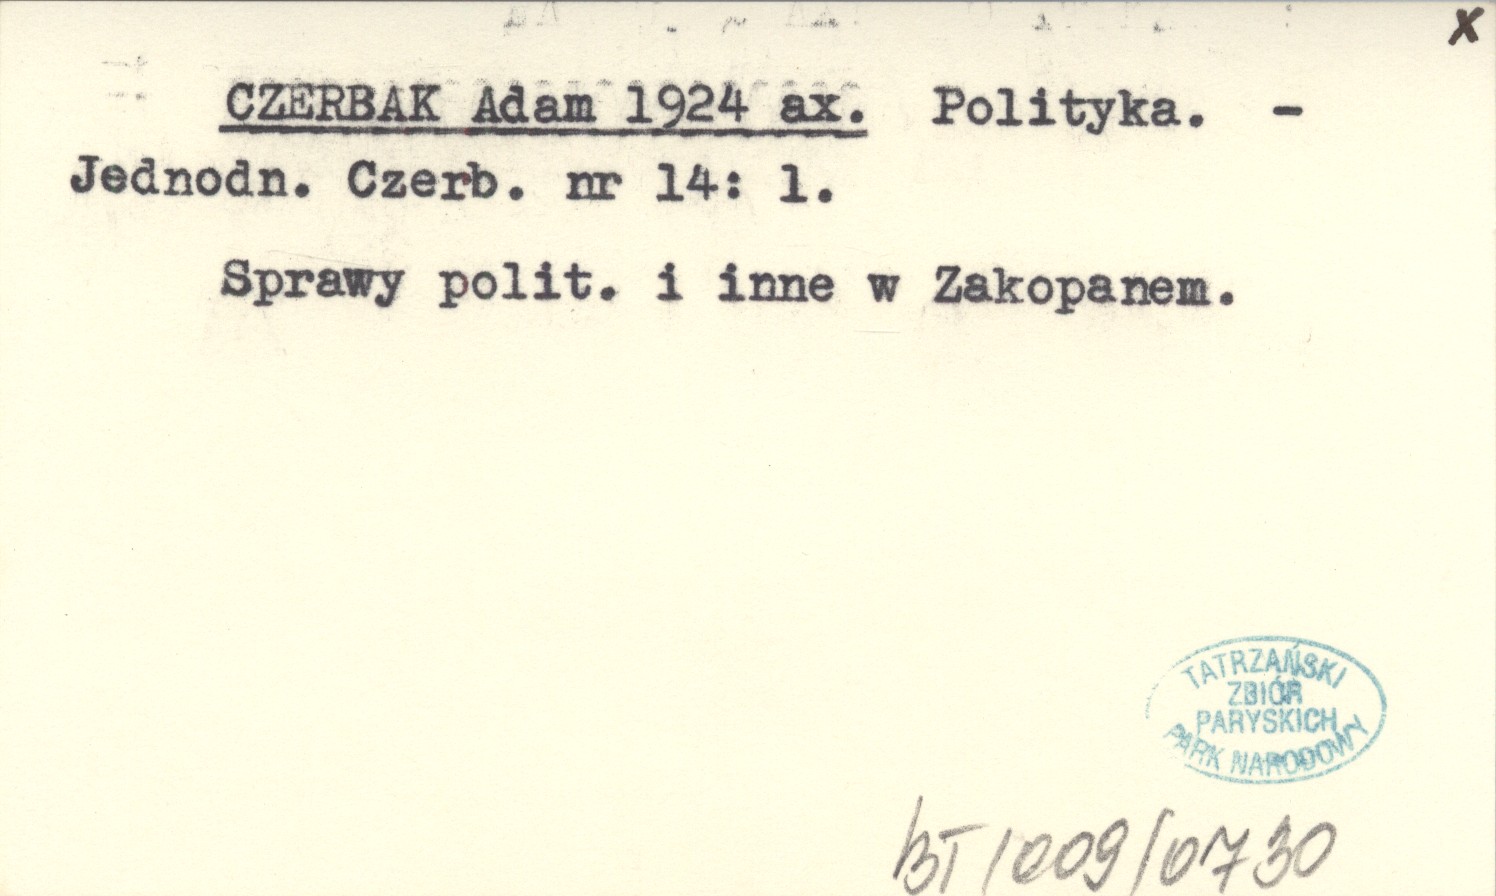 x
CZERBAK Adam 1924 ax. Polityka. -
Jednodn. Czerb. nr 14: 1.
Sprawy polit. i inne w Zakopanem.
TATRZAŃSKI
ZBIÓR
PARYSKICH
PARK NARODOWY
BT/009/0730